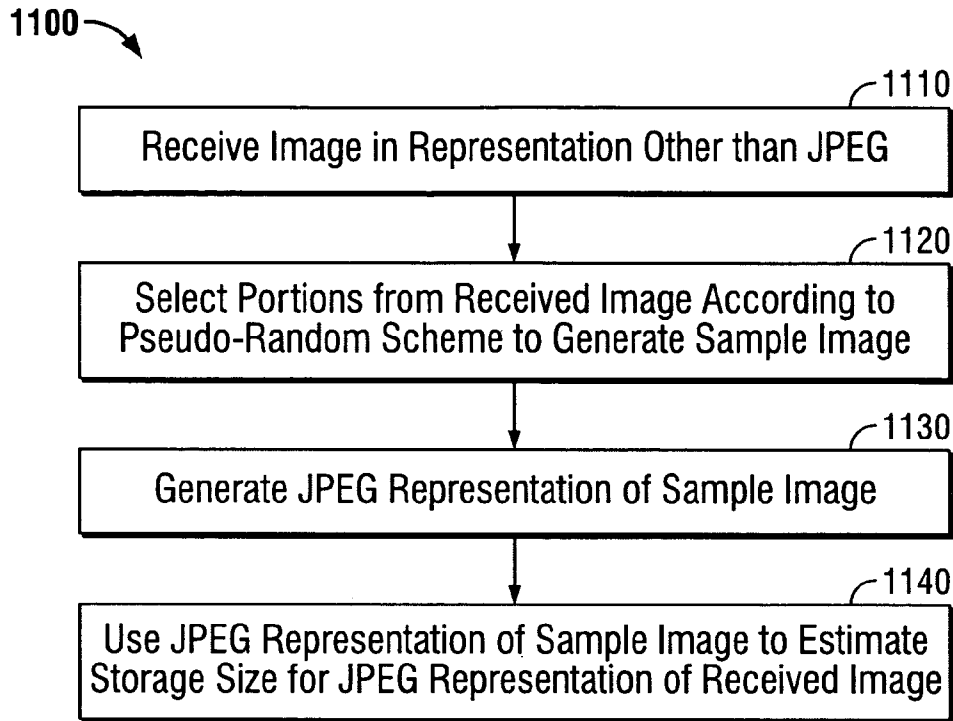 1100
1110
Receive Image in Representation Other than JPEG
1120
Select Portions from Received Image According to
Pseudo-Random Scheme to Generate Sample Image
1130
Generate JPEG Representation of Sample Image
1140
Use JPEG Representation of Sample Image to Estimate
Storage Size for JPEG Representation of Received Image